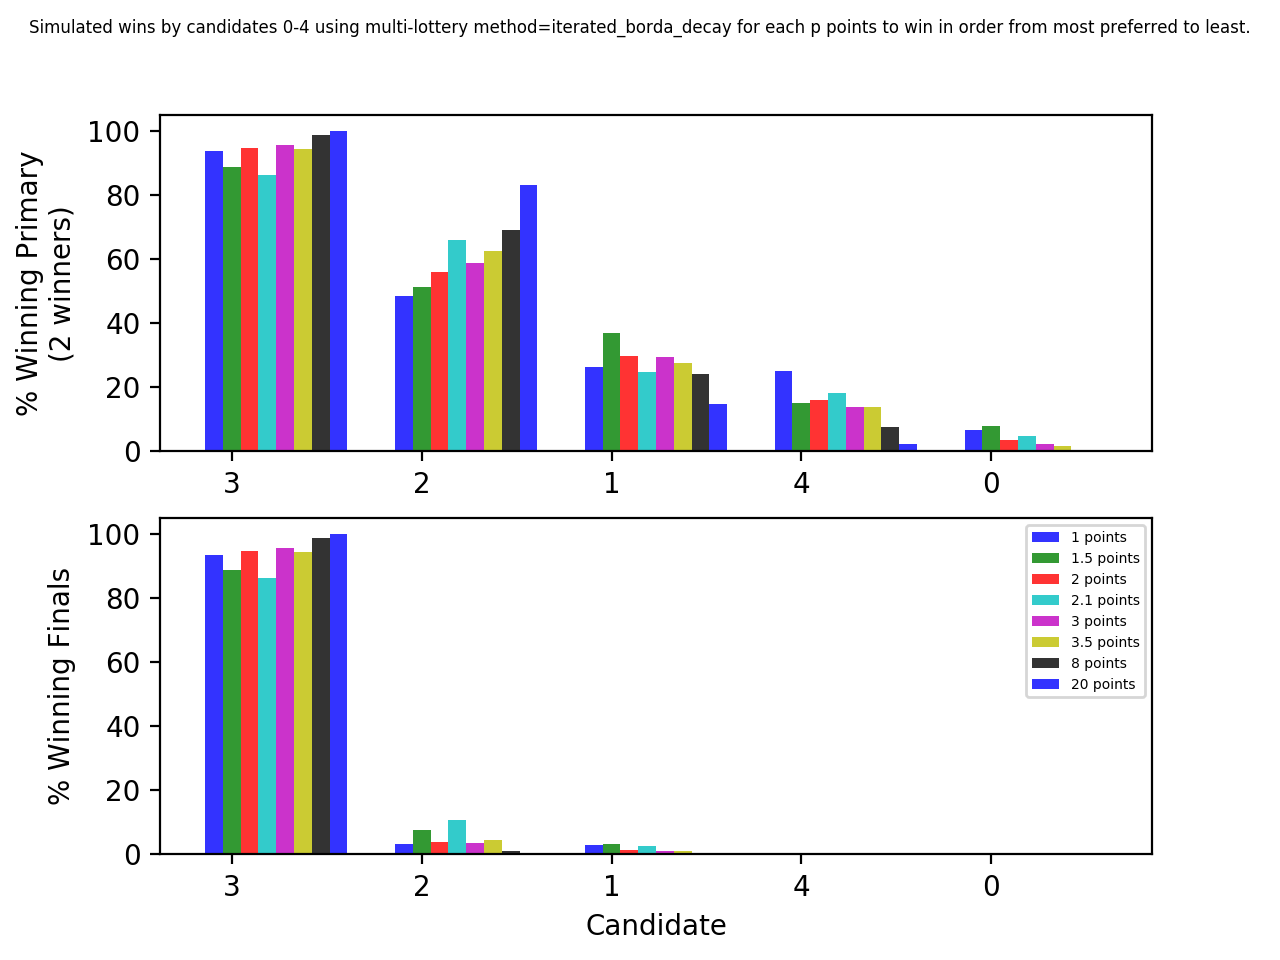 Simulated wins by candidates 0-4 using multi-lottery method=iterated_borda_decay for each p points to win in order from most preferred to least.
% Winning Primary
(2 winners)
100
80
60
40
20
0
3 2 1 4 0
% Winning Finals
100
80
60
40
20
0
1 points
1.5 points
2 points
2.1 points
3 points
3.5 points
8 points
20 points
3 2 1 4 0
Candidate